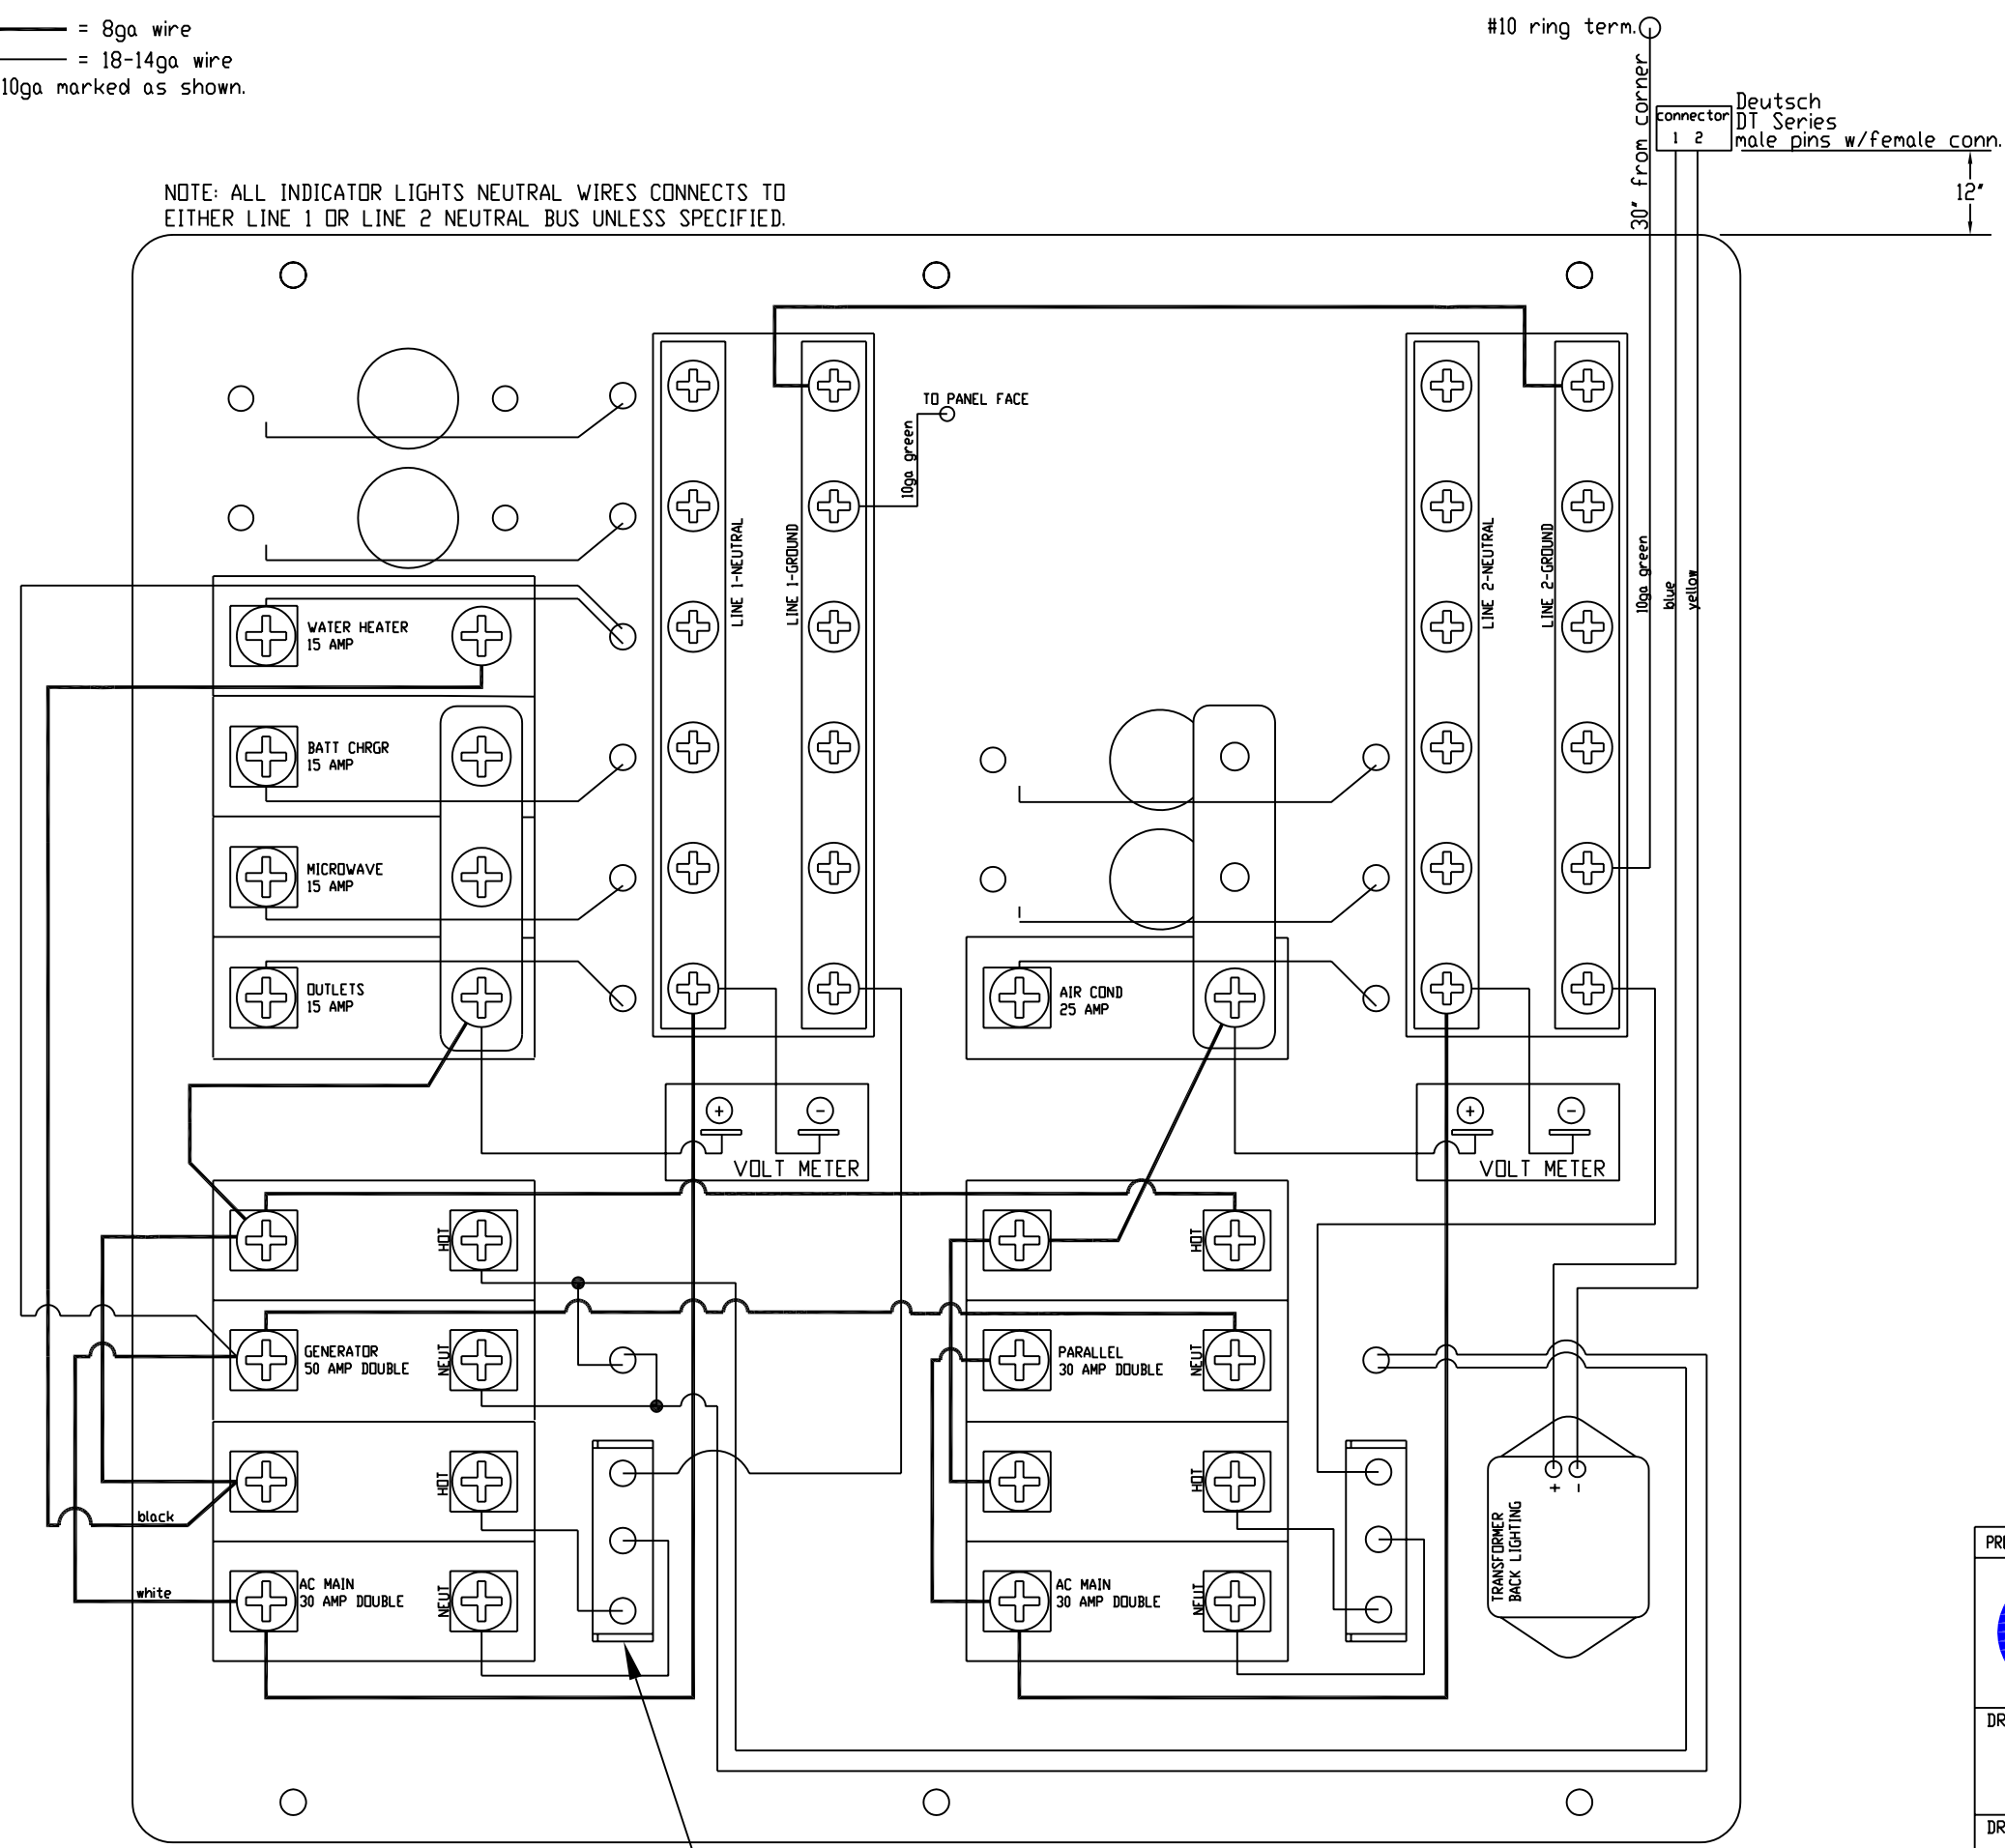 = 8ga wire
= 18-14ga wire
10ga marked as shown.
#10 ring term.
30" from corner
connector
1 2
Deutsch
DT Series
male pins w/female conn.
12"
NOTE: ALL INDICATOR LIGHTS NEUTRAL WIRES CONNECTS TO
EITHER LINE 1 OR LINE 2 NEUTRAL BUS UNLESS SPECIFIED.
TO PANEL FACE
10ga green
LINE 1-NEUTRAL
LINE 1-GROUND
LINE 2-NEUTRAL
LINE 2-GROUND
10ga green
blue
yellow
WATER HEATER
15 AMP
BATT CHRGR
15 AMP
MICROWAVE
15 AMP
OUTLETS
15 AMP
AIR COND
25 AMP
+ -
VOLT METER
+ -
VOLT METER
HOT
HOT
GENERATOR
50 AMP DOUBLE
NEUT
PARALLEL
30 AMP DOUBLE
NEUT
HOT
HOT
black
+ -
TRANSFORMER
BACK LIGHTING
white
AC MAIN
30 AMP DOUBLE
NEUT
AC MAIN
30 AMP DOUBLE
NEUT